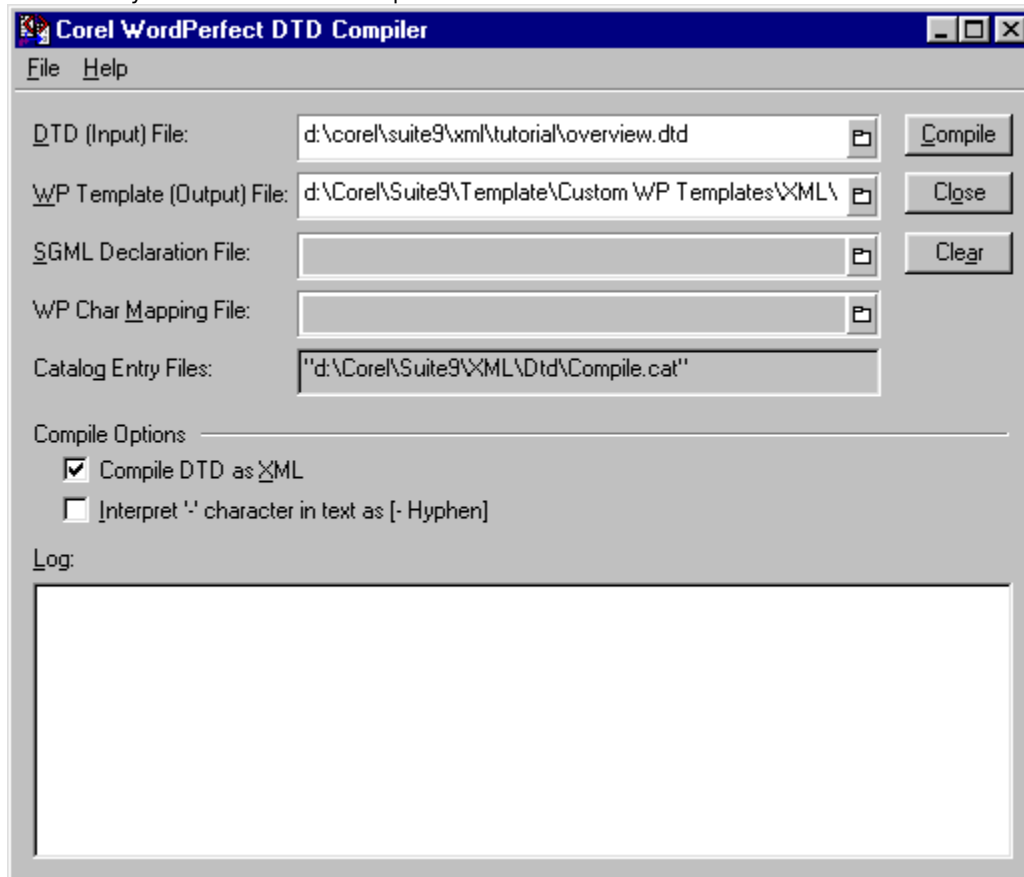 Corel WordPerfect DTD Compiler
File Help
DTD (Input) File: d:\corel\suite9\xml\tutorial\overview.dtd Compile
WP Template (Output) File: d:\Corel\Suite9\Template\Custom WP Templates\XML\ Close
SGML Declaration File: Clear
WP Char Mapping File:
Catalog Entry Files: "d:\Corel\Suite9\XML\Dtd\Compile.cat"
Compile Options
Compile DTD as XML
Interpret '-' character in text as [- Hyphen]
Log: